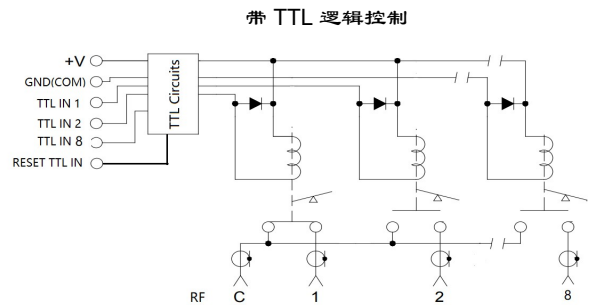 带 TTL 逻辑控制
+V
GND(COM)
TTL IN 1
TTL IN 2
TTL IN 8
RESET TTL IN
TTL Circuits
RF C 1 2 8